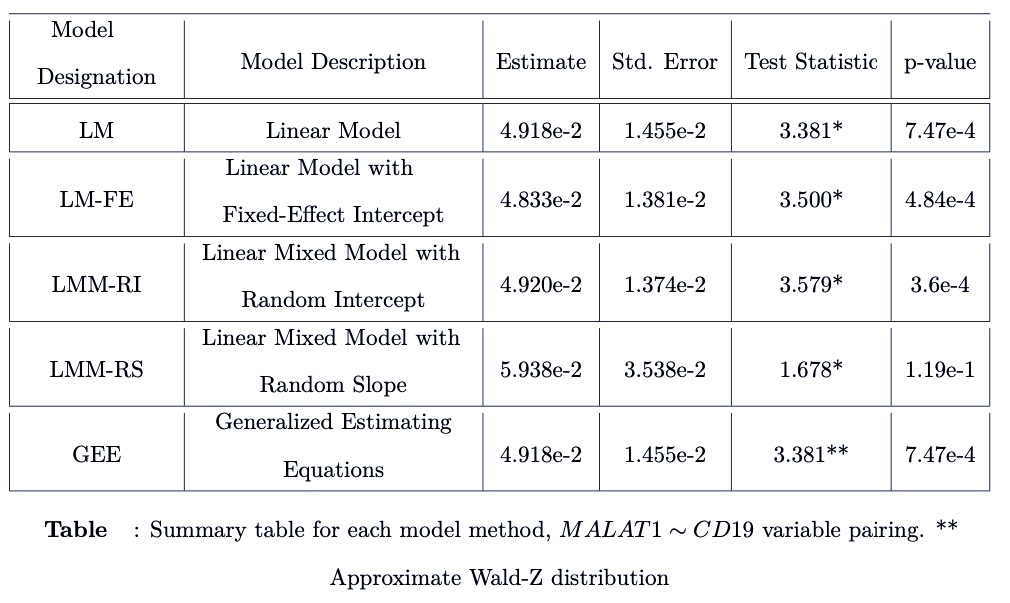 Model
Designation
Model Description
Estimate
Std. Error
Test Statistic
p-value
LM
Linear Model
4.918e-2
1.455e-2
3.381*
7.47e-4
LM-FE
Linear Model with
Fixed-Effect Intercept
4.833e-2
1.381e-2
3.500*
4.84e-4
LMM-RI
Linear Mixed Model with
Random Intercept
4.920e-2
1.374e-2
3.579*
3.6e-4
LMM-RS
Linear Mixed Model with
Random Slope
5.938e-2
3.538e-2
1.678*
1.19e-1
GEE
Generalized Estimating
Equations
4.918e-2
1.455e-2
3.381**
7.47e-4
Table : Summary table for each model method, MALAT1 ~ CD19 variable pairing. **
Approximate Wald-Z distribution